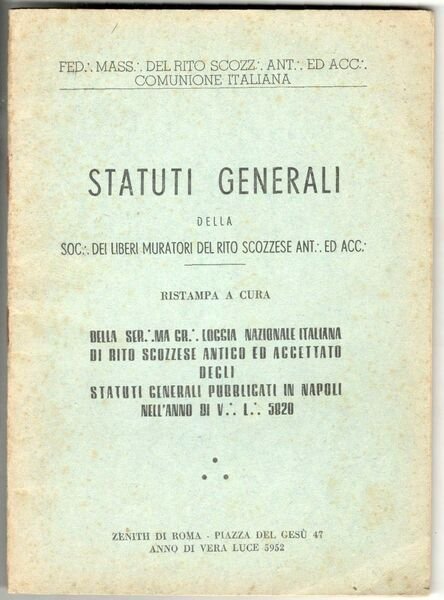 FED∴ MASS∴ DEL RITO SCOZZ∴ ANT∴ ED ACC∴
COMUNIONE ITALIANA
STATUTI GENERALI
DELLA
SOC∴ DEI LIBERI MURATORI DEL RITO SCOZZESE ANT∴ ED ACC∴
RISTAMPA A CURA
DELLA SER∴MA GR∴ LOGGIA NAZIONALE ITALIANA
DI RITO SCOZZESE ANTICO ED ACCETTATO
DEGLI
STATUTI GENERALI PUBBLICATI IN NAPOLI
NELL'ANNO DI V∴ L∴ 5820
∴
ZENITH DI ROMA - PIAZZA DEL GESÙ 47
ANNO DI VERA LUCE 5952